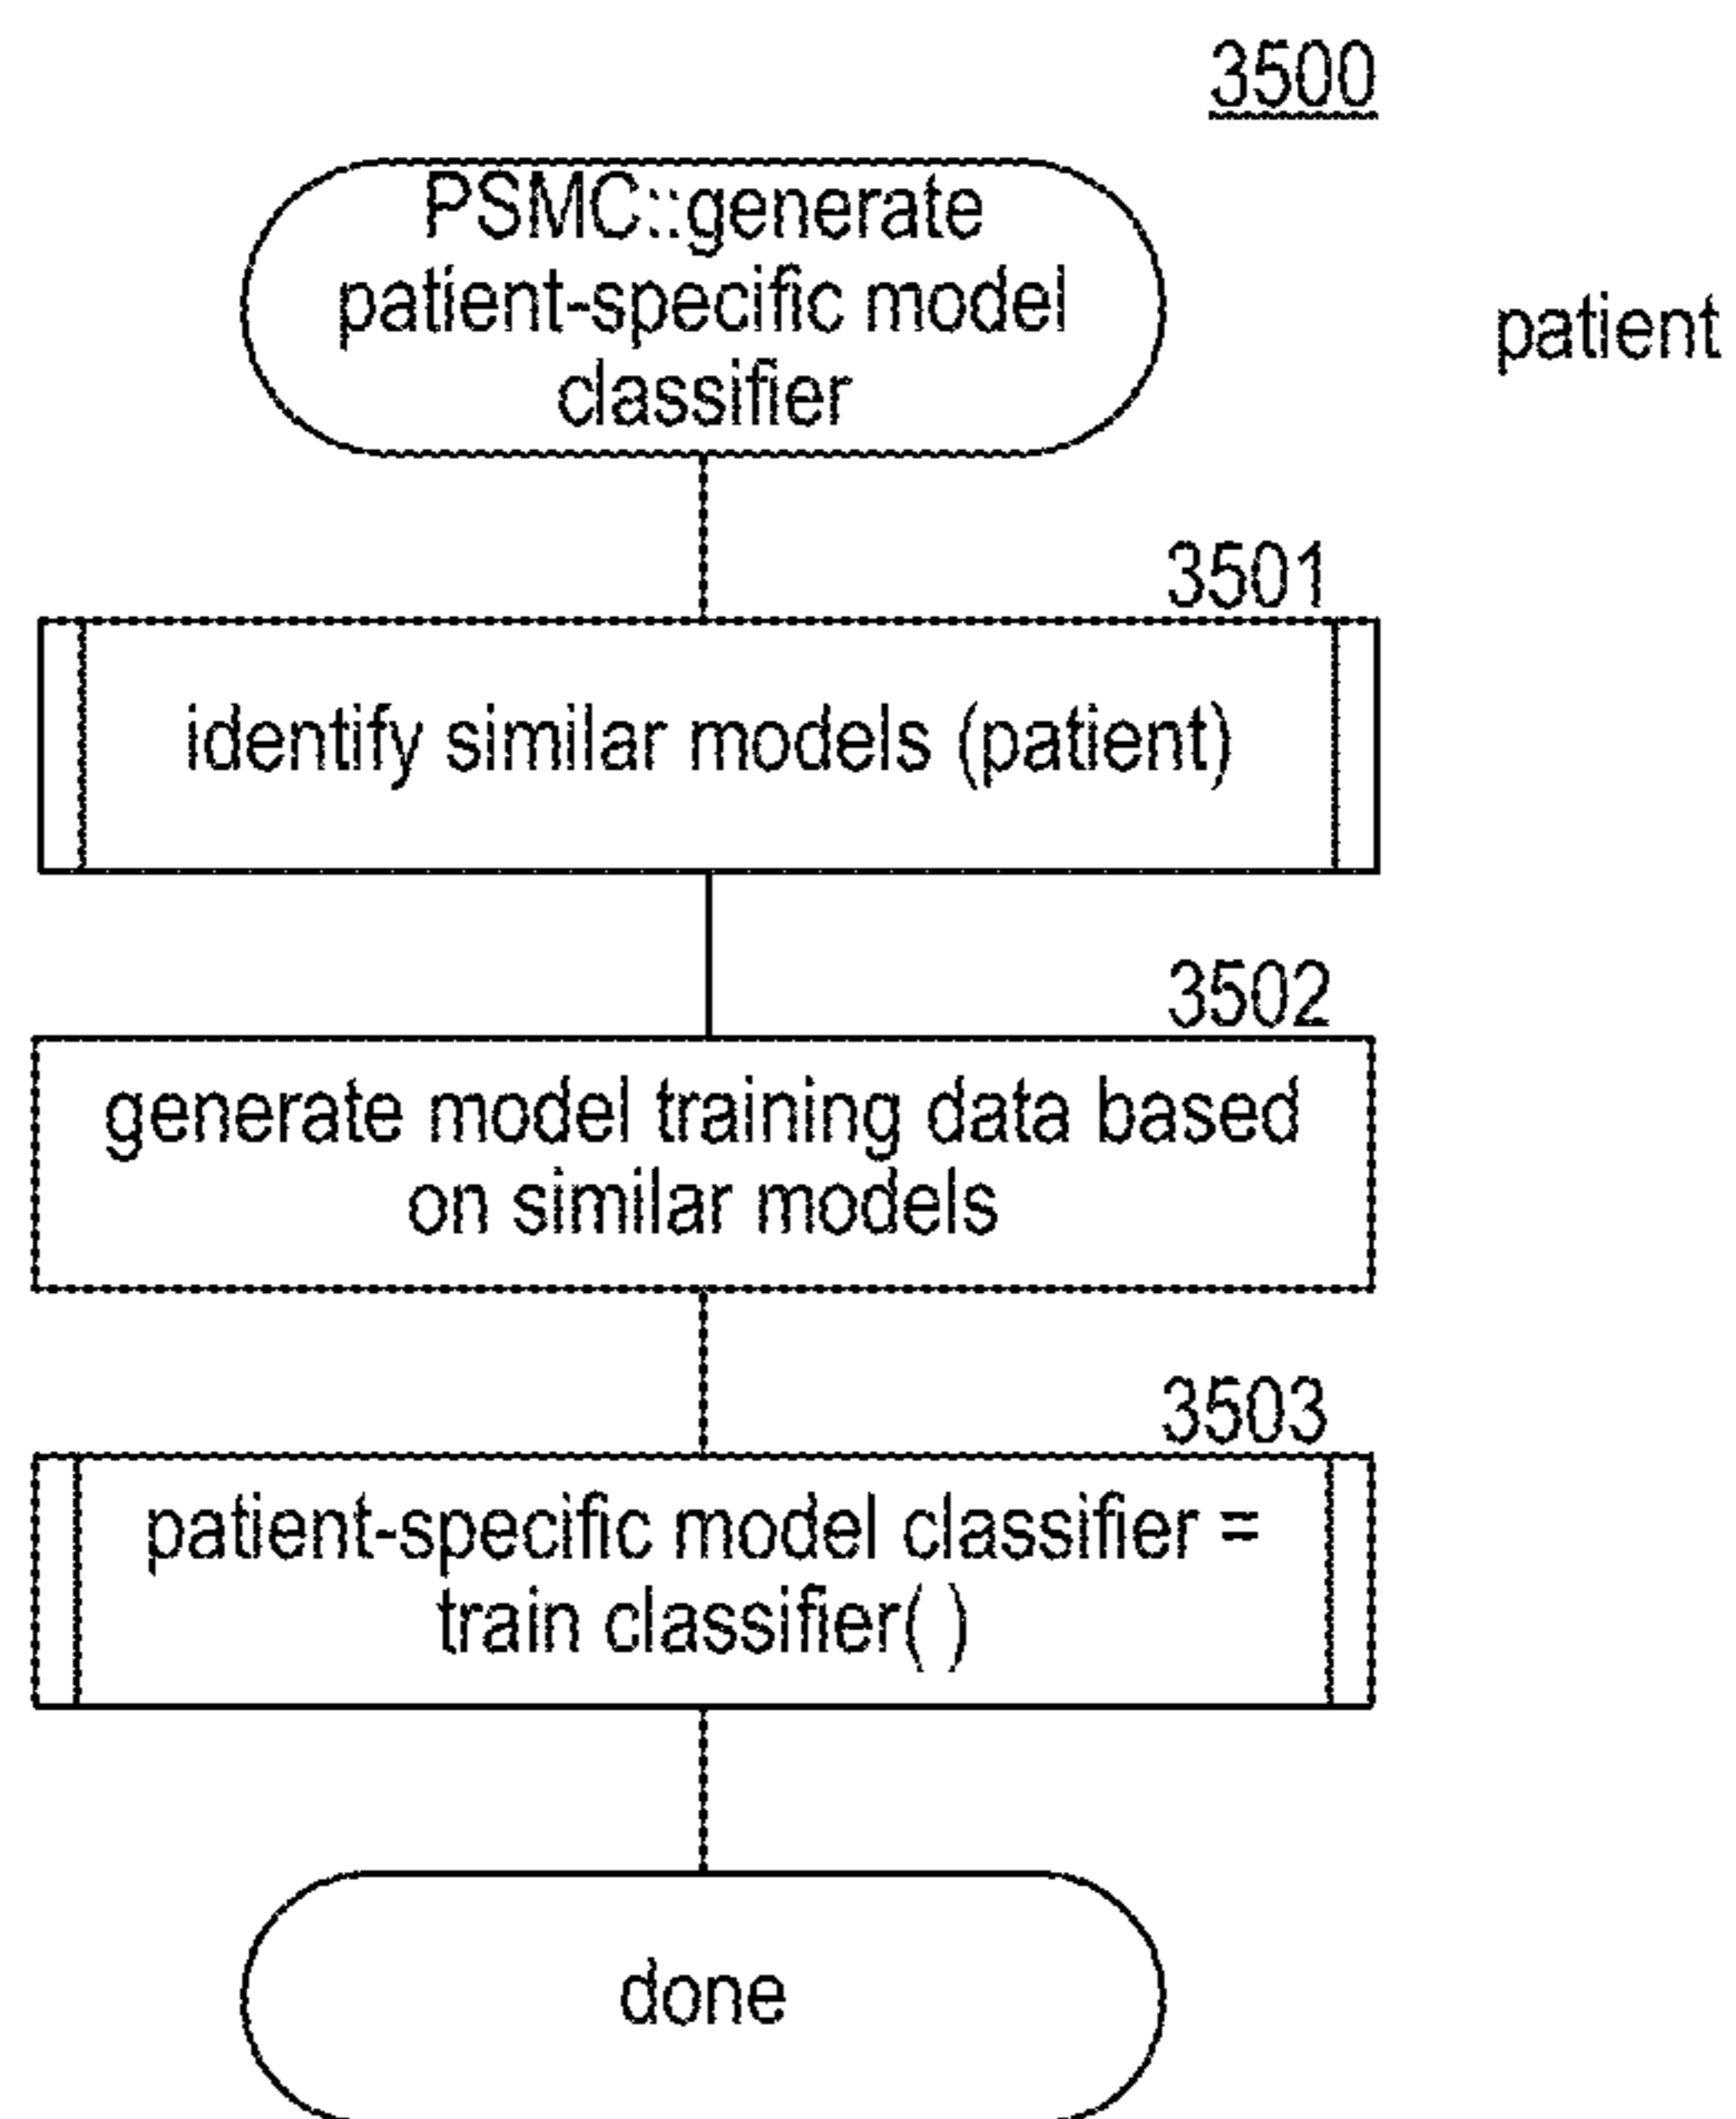 3500
PSMC::generate
patient-specific model
classifier
patient
3501
identify similar models (patient)
3502
generate model training data based
on similar models
3503
patient-specific model classifier =
train classifier( )
done